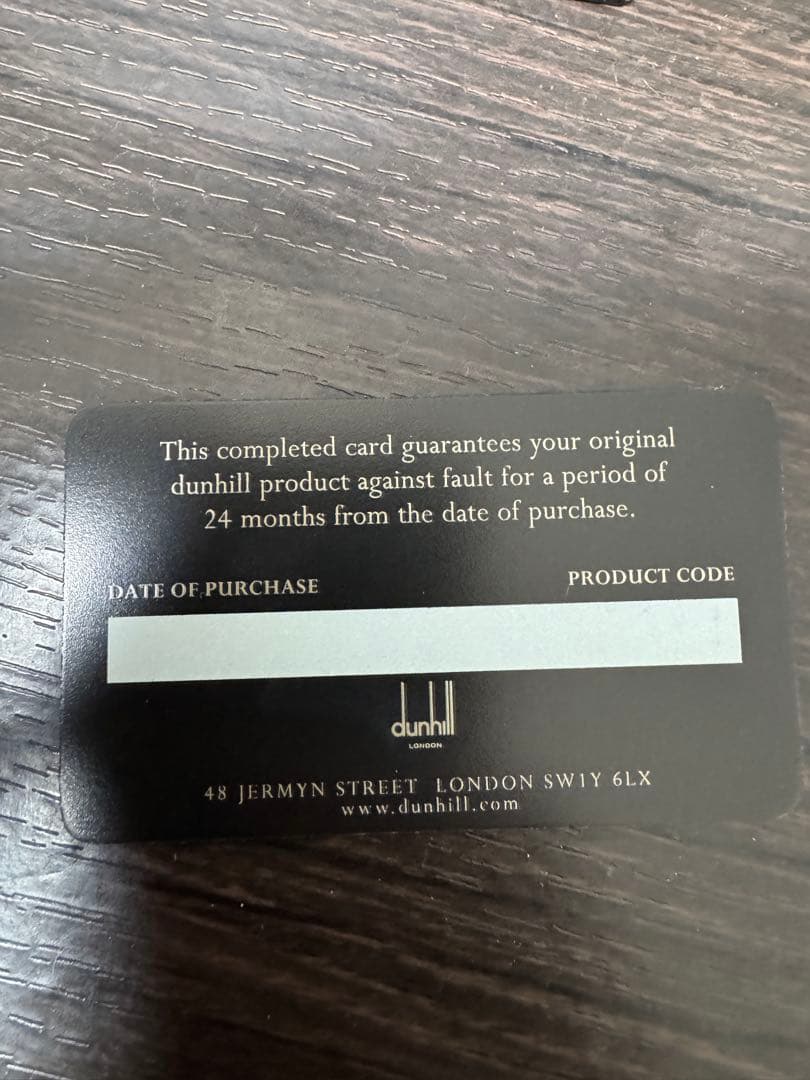 This completed card guarantees your original
dunhill product against fault for a period of
24 months from the date of purchase.
DATE OF PURCHASE PRODUCT CODE
dunhill
LONDON
48 JERMYN STREET LONDON SW1Y 6LX
www.dunhill.com